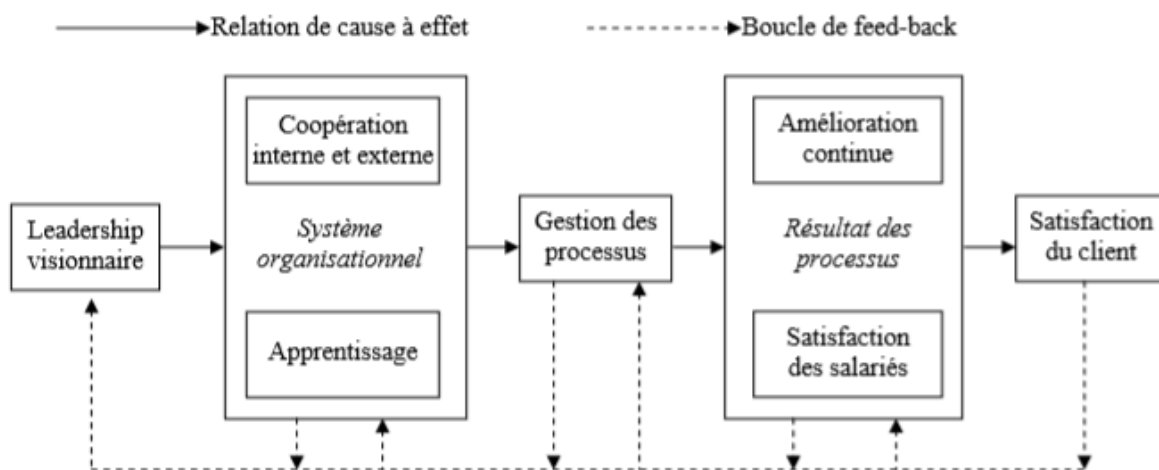 Relation de cause à effet
Boucle de feed-back
Leadership
visionnaire
Coopération
interne et externe
Système
organisationnel
Apprentissage
Gestion des
processus
Amélioration
continue
Résultat des
processus
Satisfaction
des salariés
Satisfaction
du client